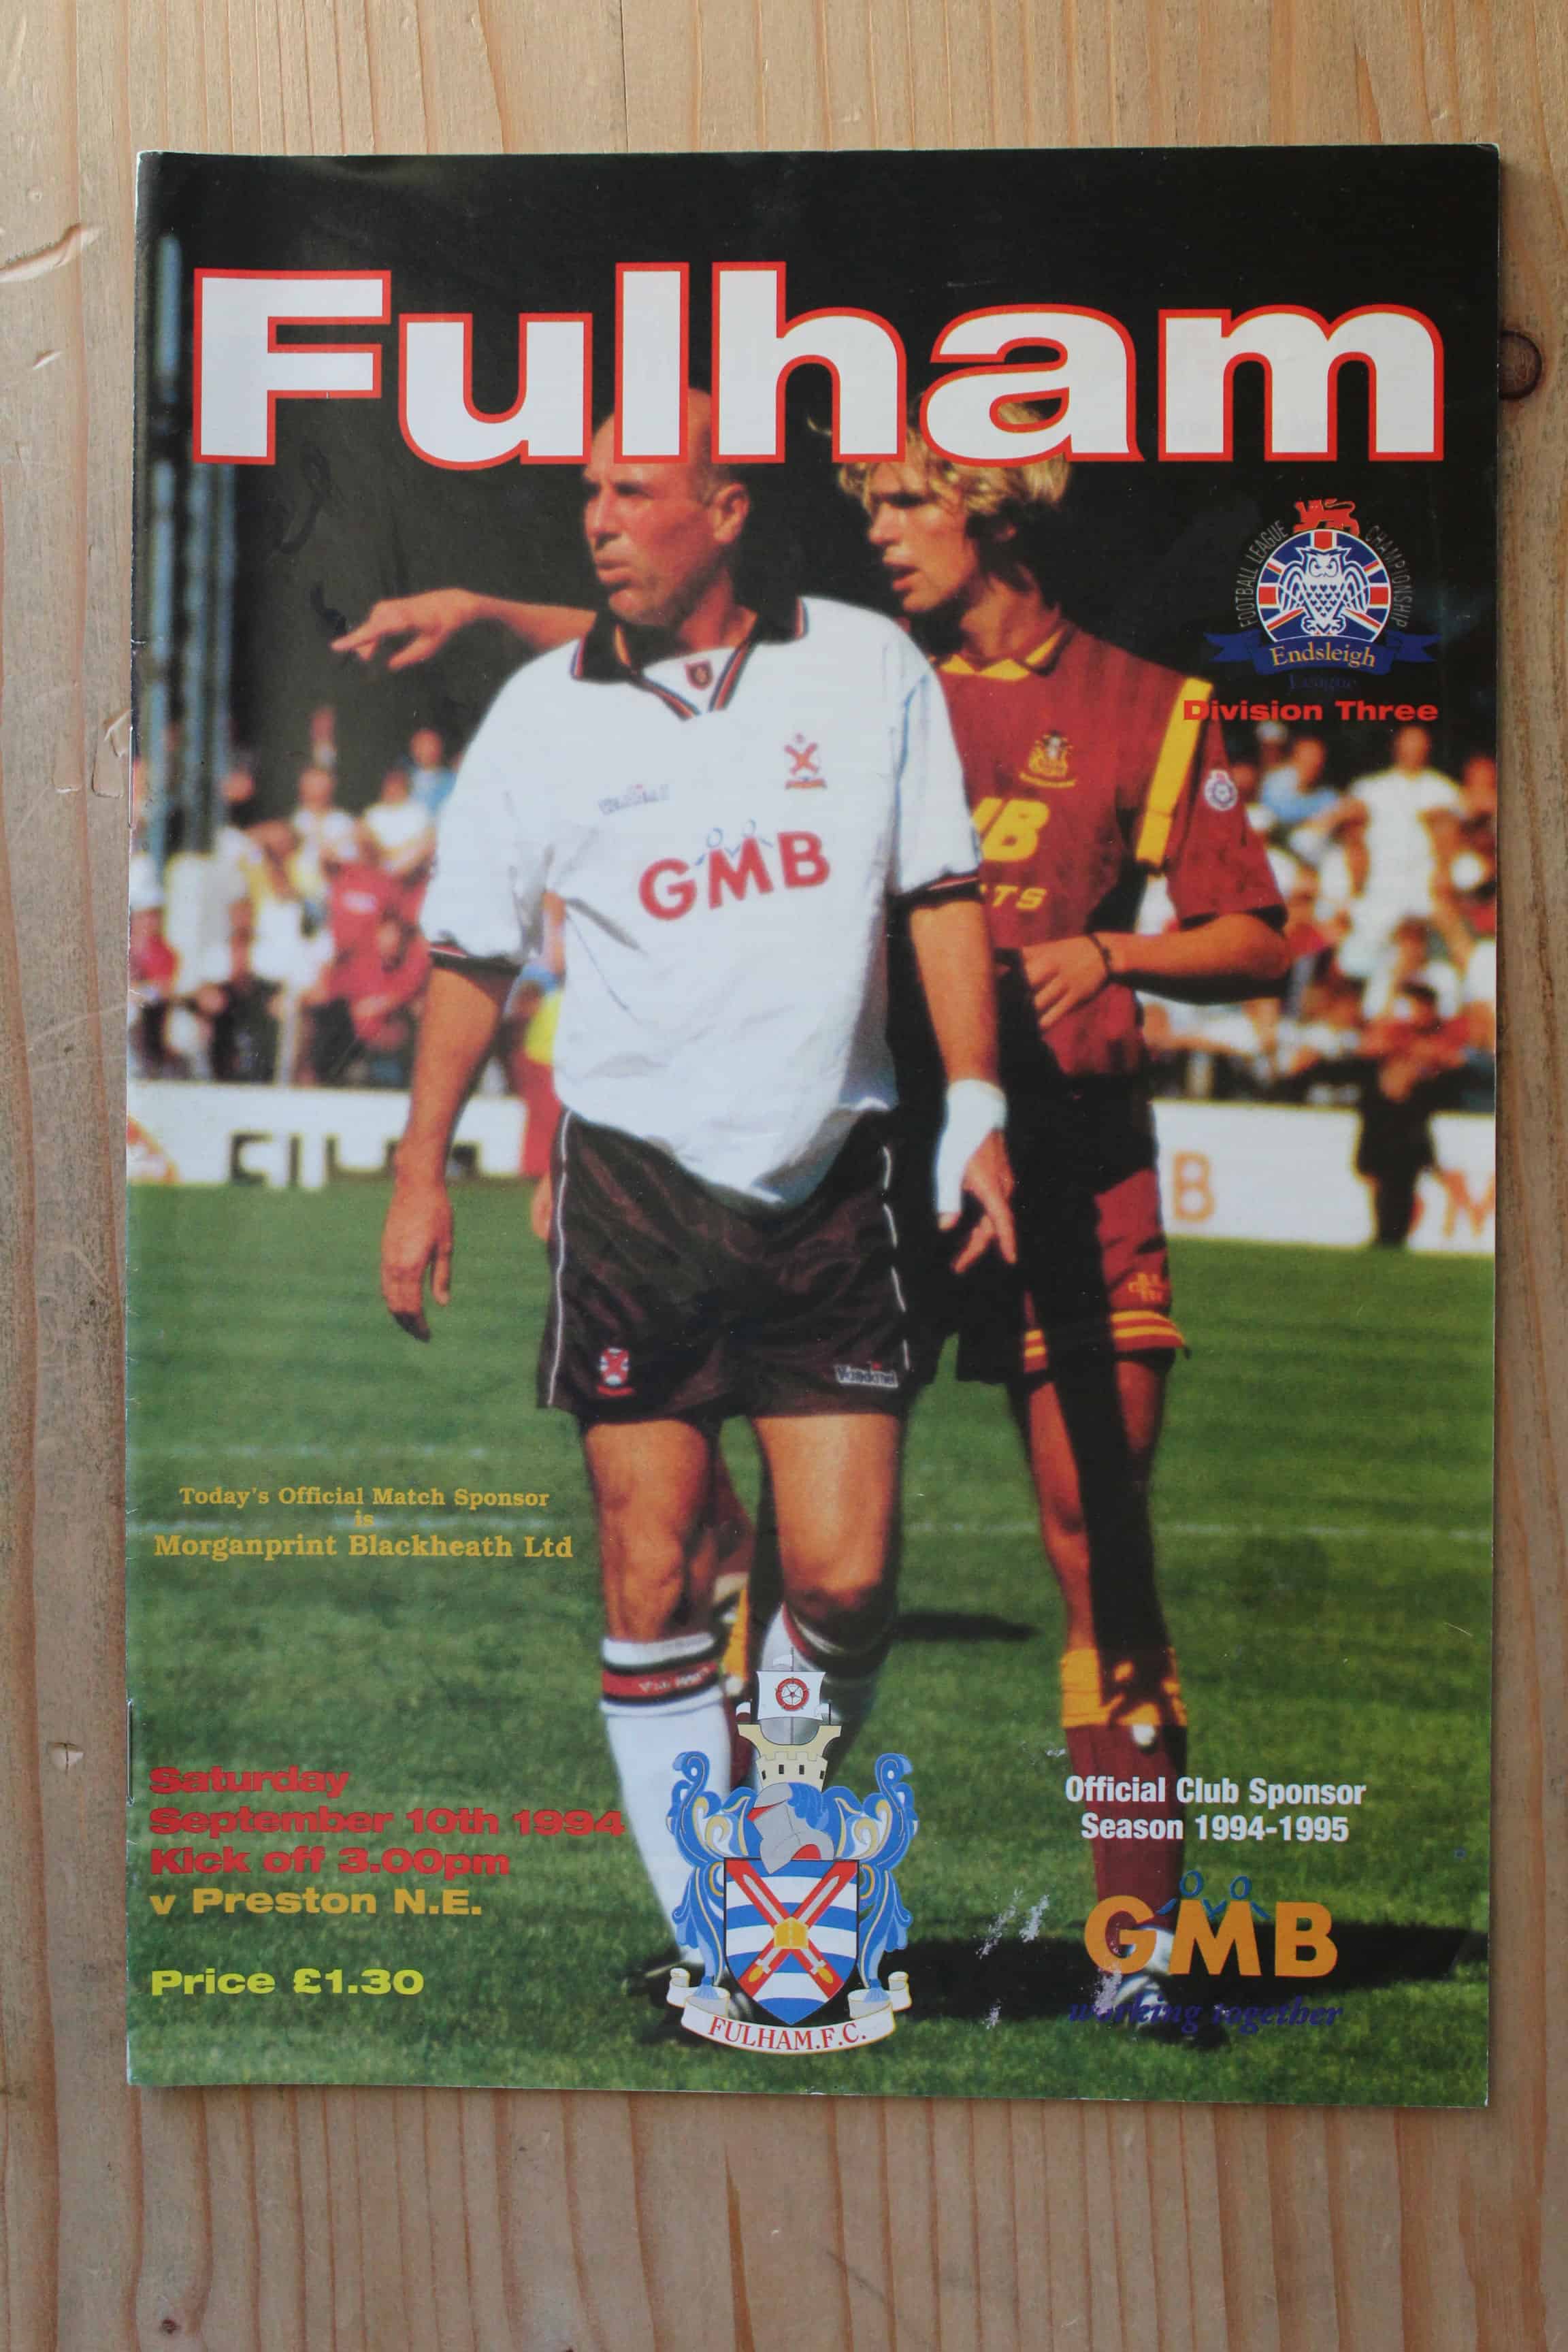 Fulham
FOOTBALL LEAGUE CHAMPIONSHIP
Endsleigh
League
Division Three
GMB
Today's Official Match Sponsor
is
Morganprint Blackheath Ltd
Saturday
September 10th 1994
Kick off 3.00pm
v Preston N.E.
Price £1.30
FULHAM.F.C.
Official Club Sponsor
Season 1994-1995
GMB
working together